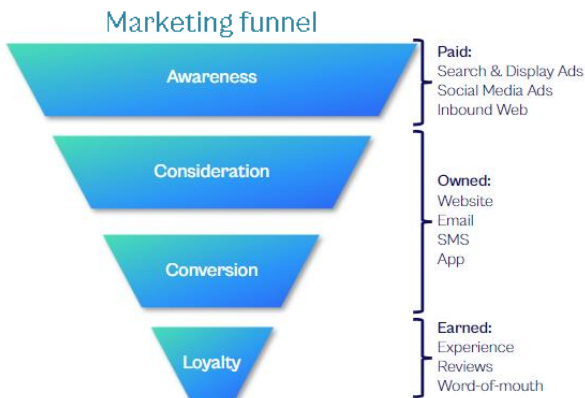 Marketing funnel
Awareness
Paid:
Search & Display Ads
Social Media Ads
Inbound Web
Consideration
Conversion
Owned:
Website
Email
SMS
App
Loyalty
Earned:
Experience
Reviews
Word-of-mouth